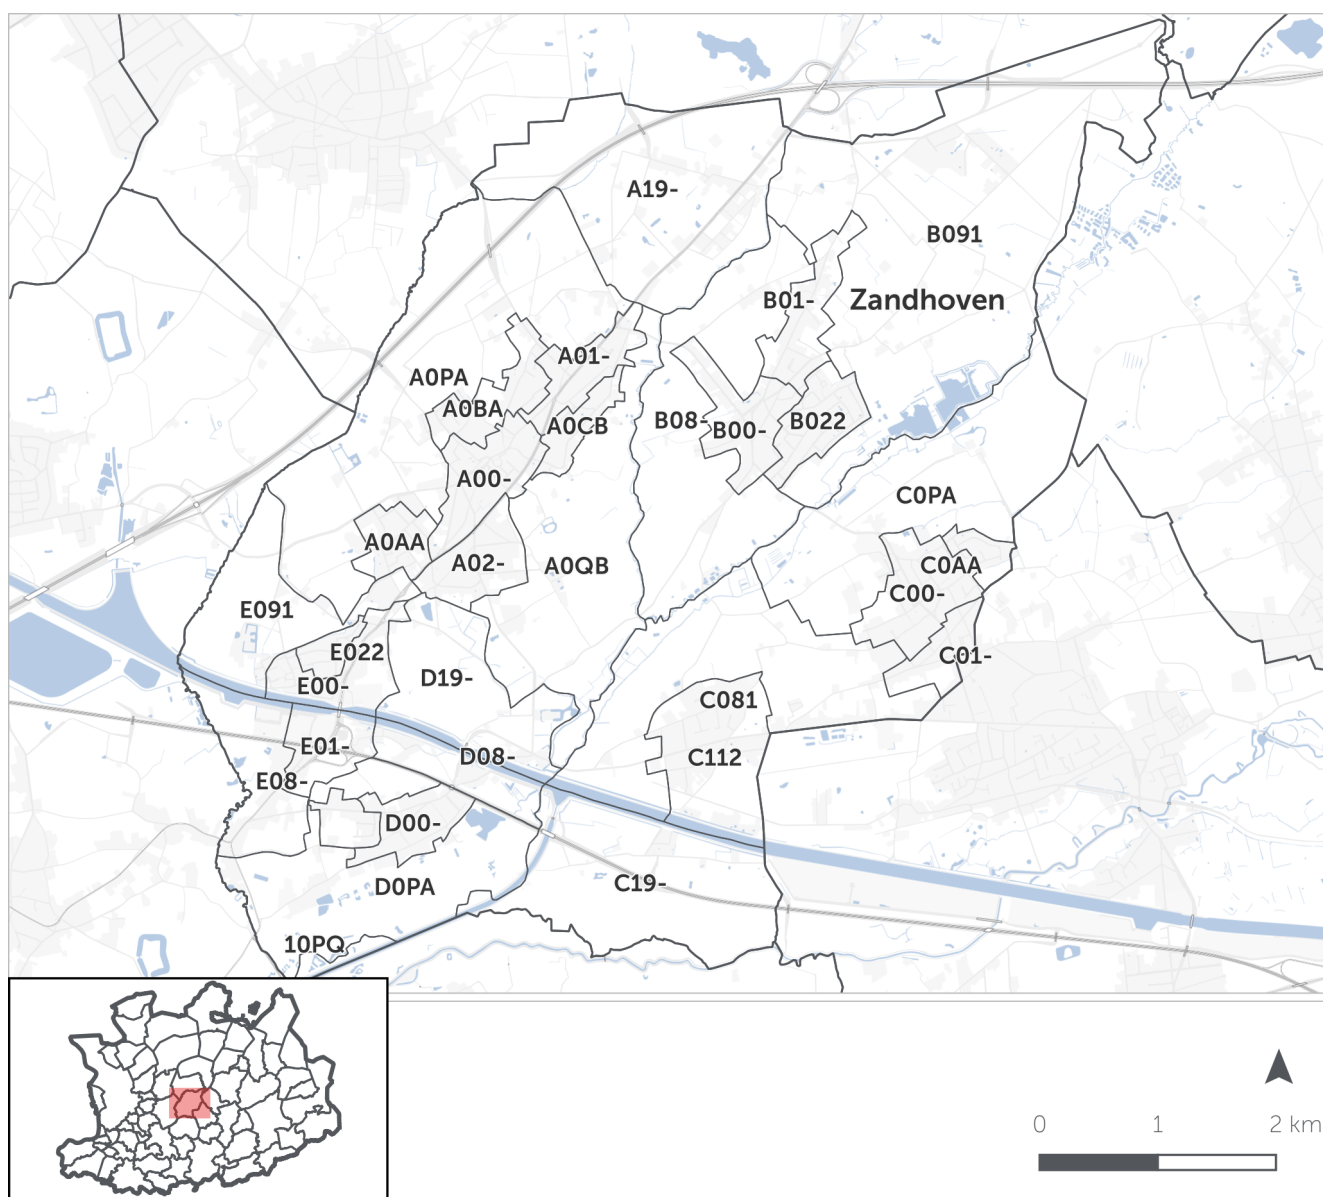 A19-
B091
B01-
Zandhoven
A01-
A0PA
A0BA
A0CB
B08-
B00-
B022
A00-
C0PA
A0AA
A02-
A0QB
C0AA
C00-
E091
E022
C01-
D19-
E00-
C081
E01-
D08-
C112
E08-
D00-
C19-
D0PA
10PQ
0 1 2 km